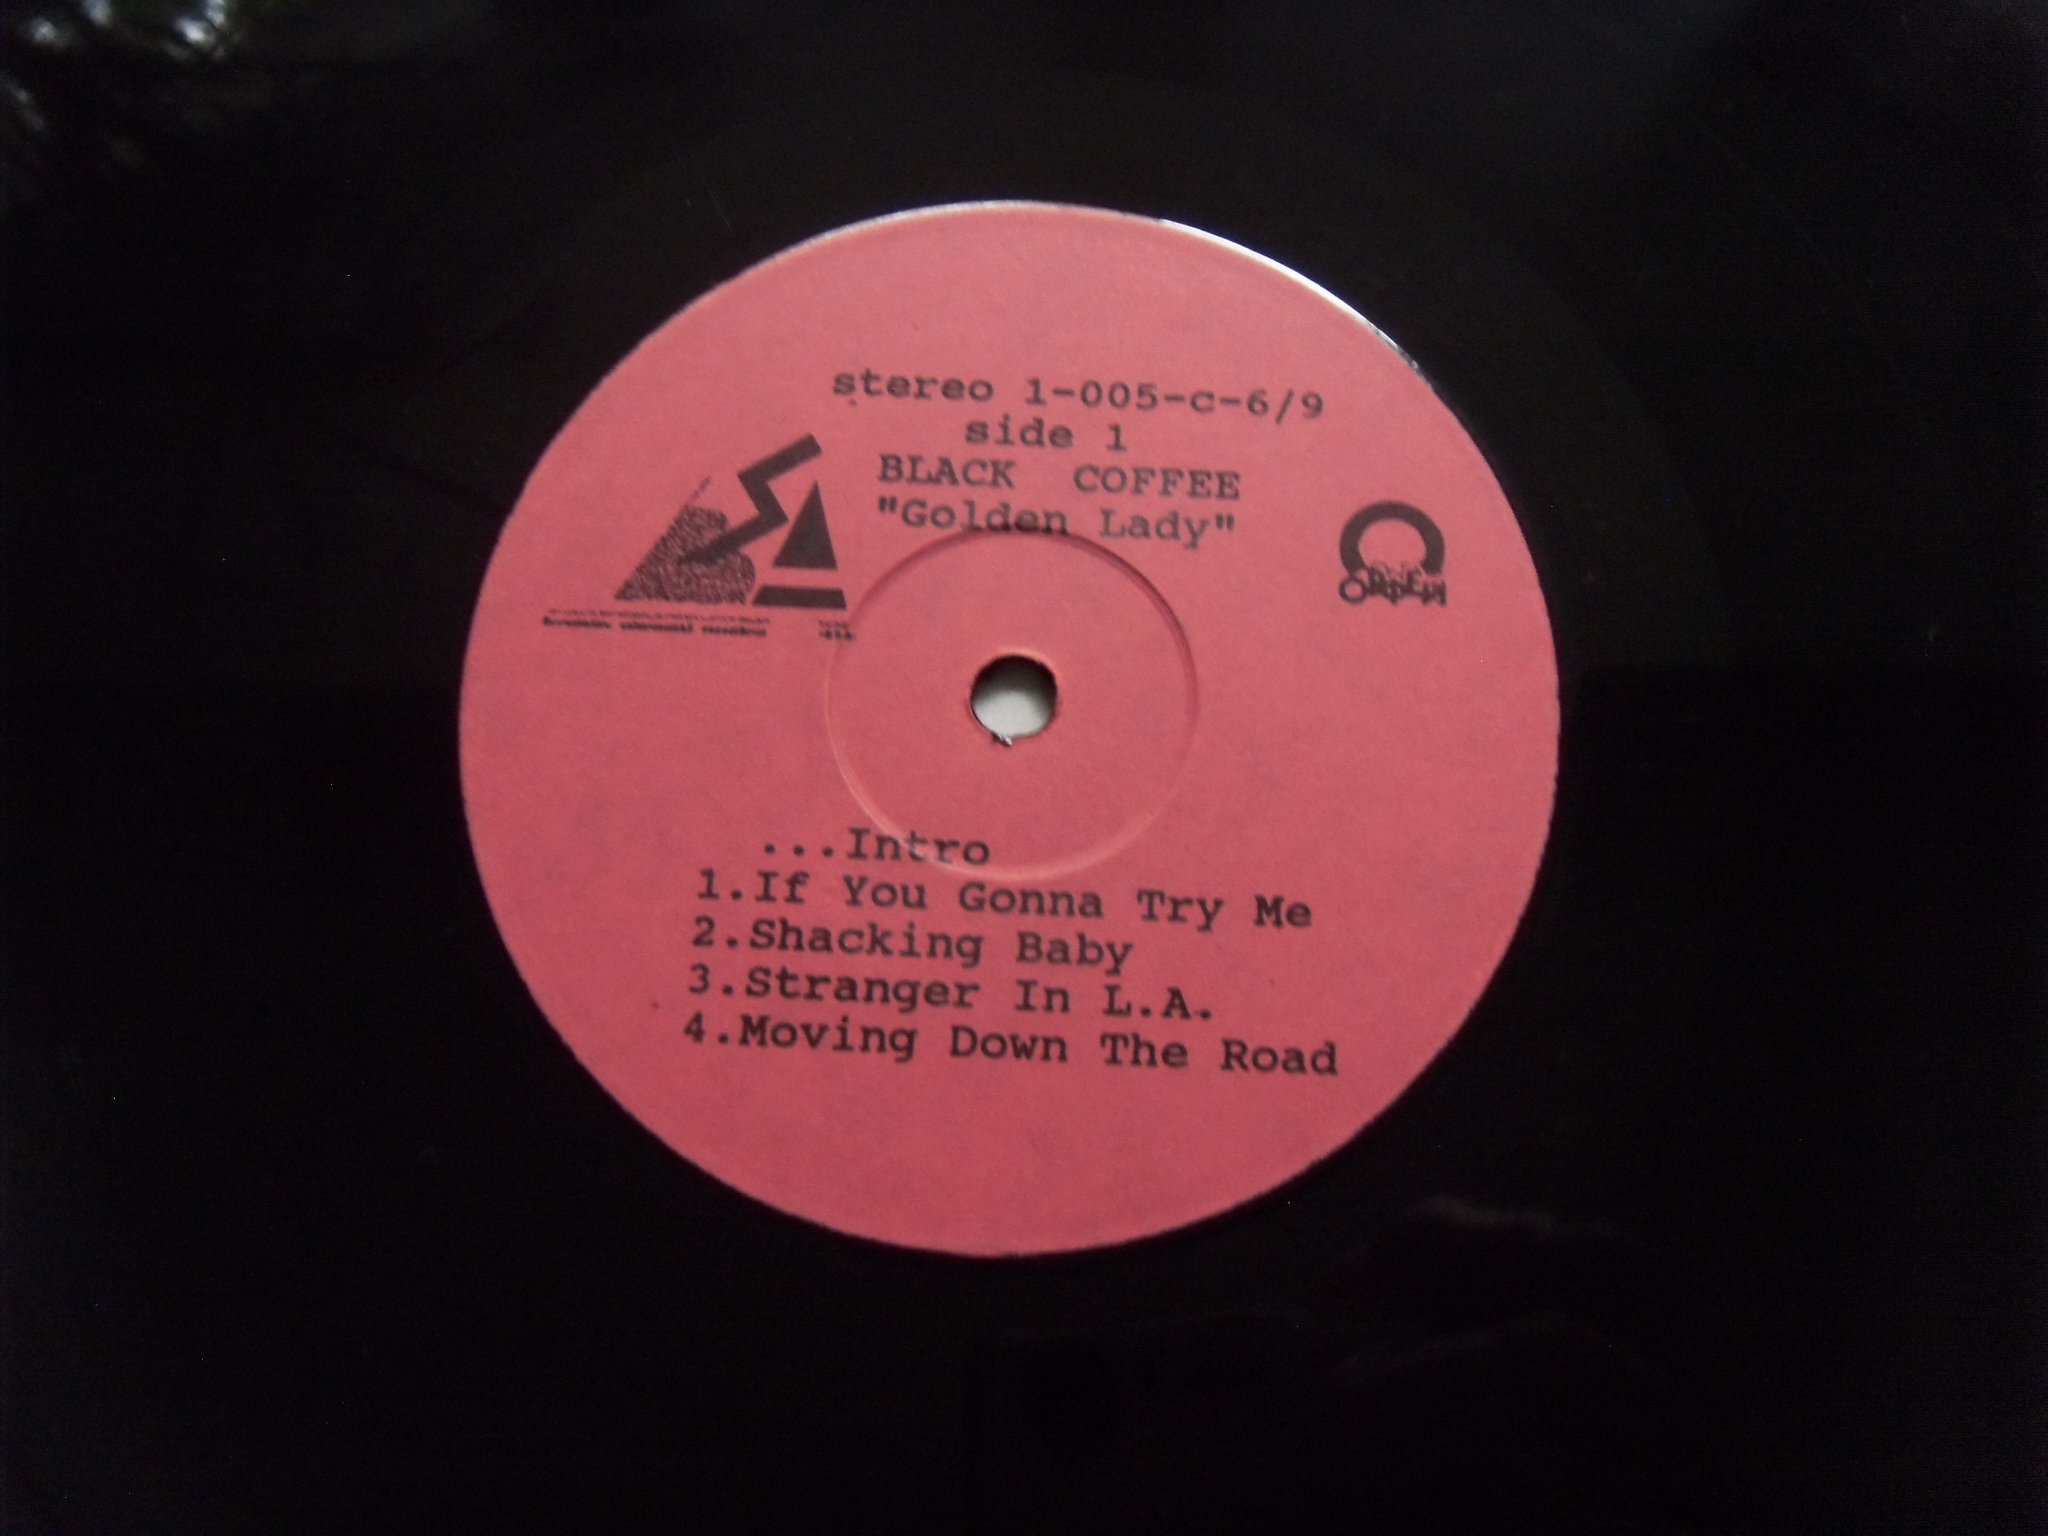 stereo 1-005-c-6/9
side 1
BLACK COFFEE
"Golden Lady"
...Intro
1.If You Gonna Try Me
2.Shacking Baby
3.Stranger In L.A.
4.Moving Down The Road